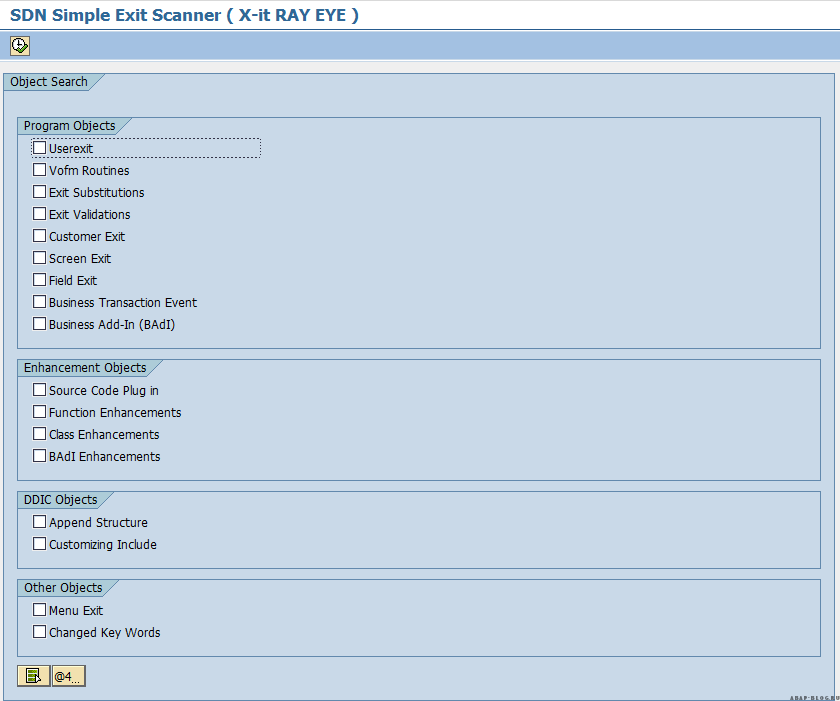 SDN Simple Exit Scanner ( X-it RAY EYE )
Object Search
Program Objects
Userexit
Vofm Routines
Exit Substitutions
Exit Validations
Customer Exit
Screen Exit
Field Exit
Business Transaction Event
Business Add-In (BAdI)
Enhancement Objects
Source Code Plug in
Function Enhancements
Class Enhancements
BAdI Enhancements
DDIC Objects
Append Structure
Customizing Include
Other Objects
Menu Exit
Changed Key Words
@4...
ABAP-BLOG.RU